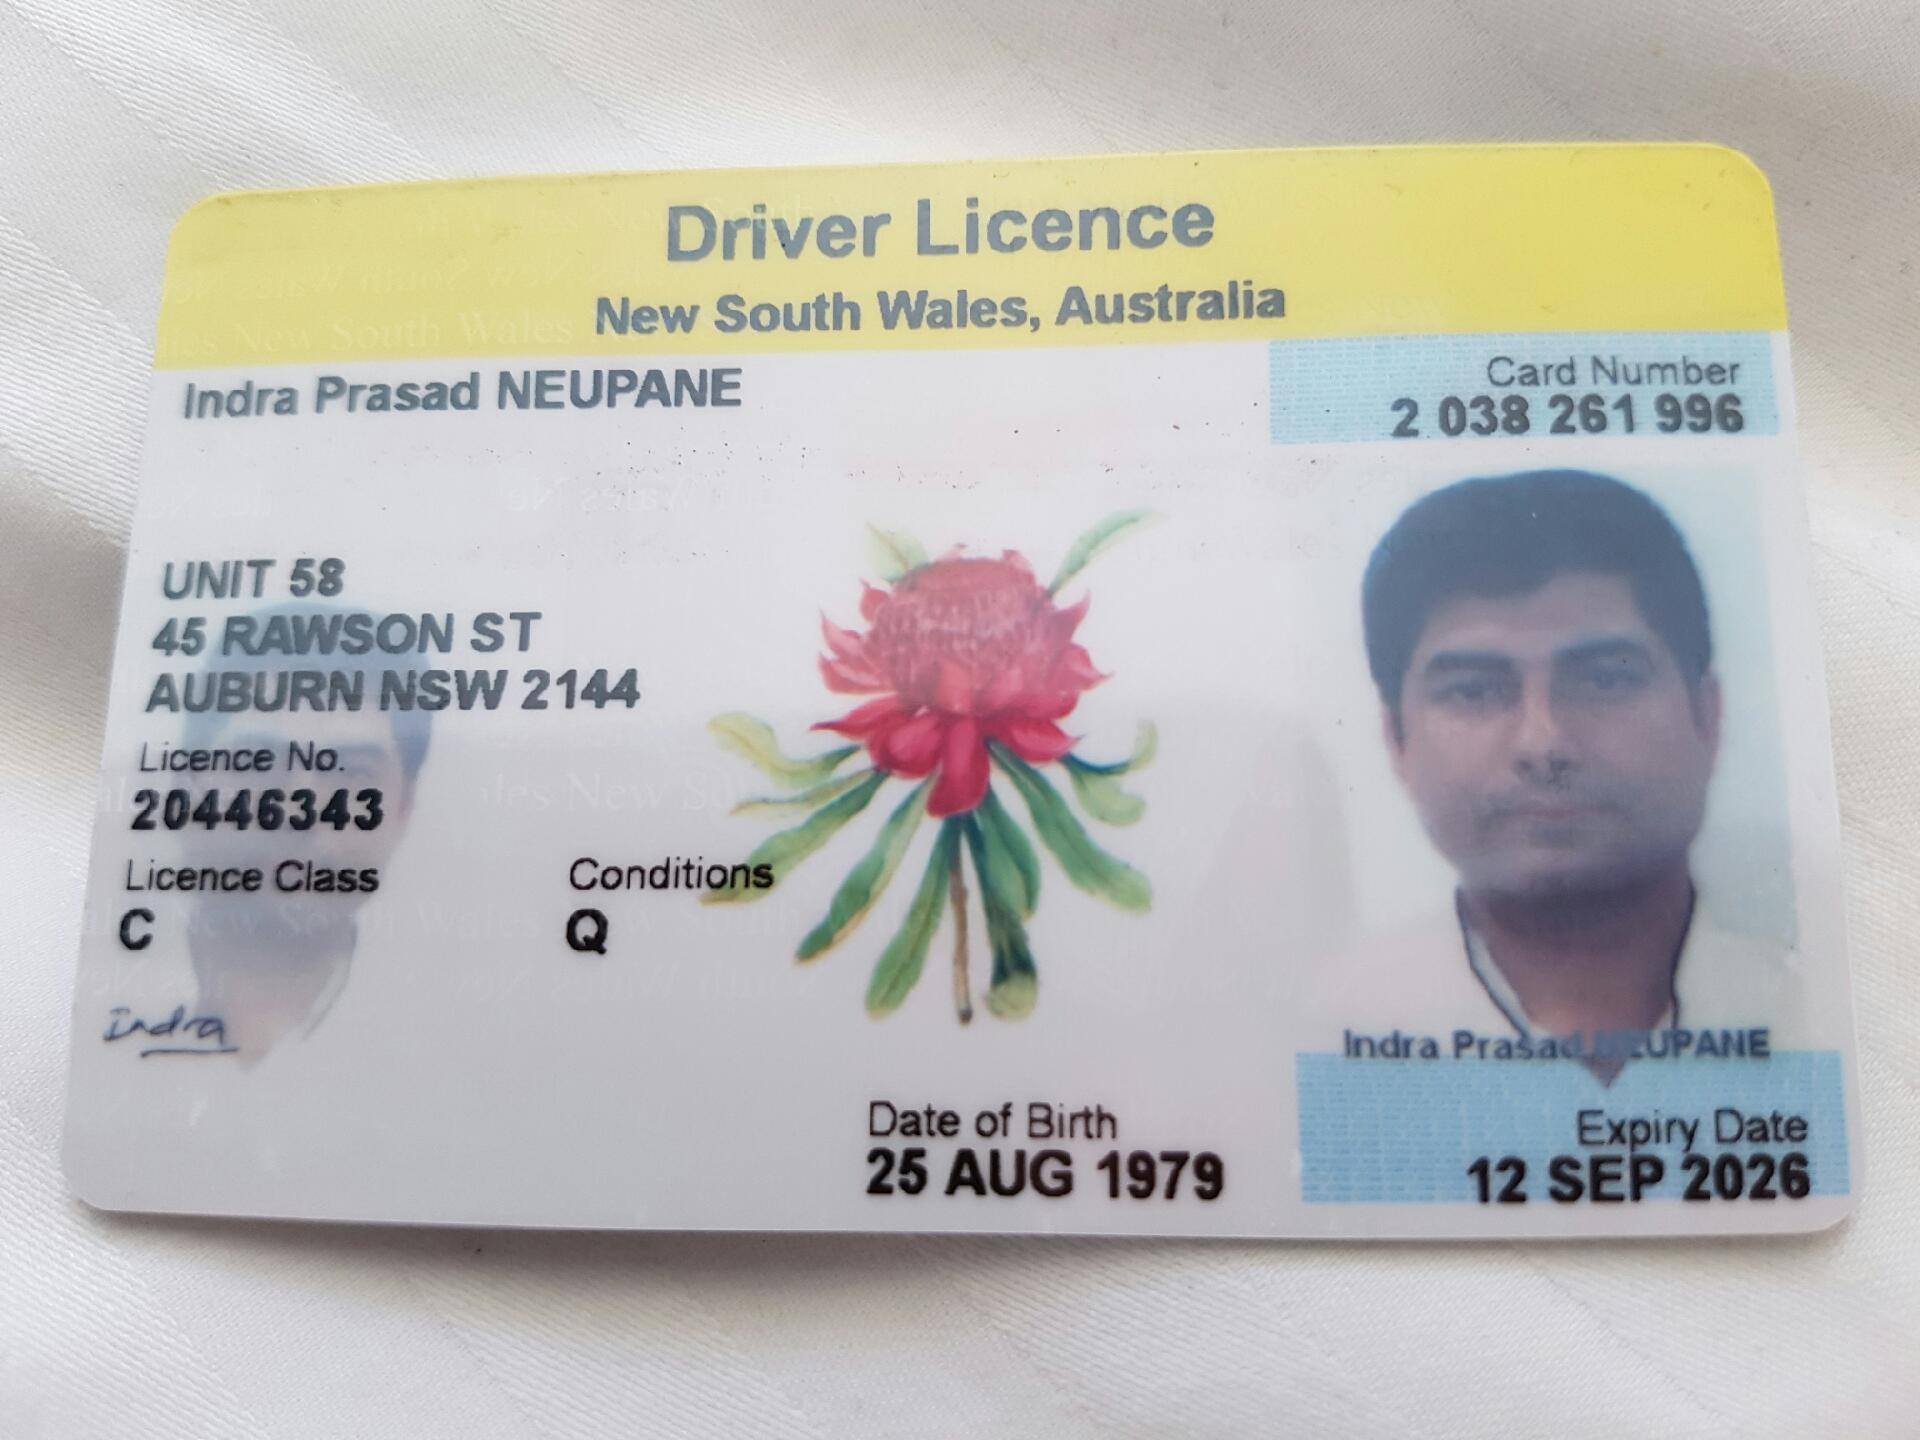 Driver Licence
New South Wales, Australia
Indra Prasad NEUPANE
Card Number
2 038 261 996
UNIT 58
45 RAWSON ST
AUBURN NSW 2144
Licence No.
20446343
Licence Class
C
Conditions
Q
Indra
Indra Prasad NEUPANE
Date of Birth
25 AUG 1979
Expiry Date
12 SEP 2026